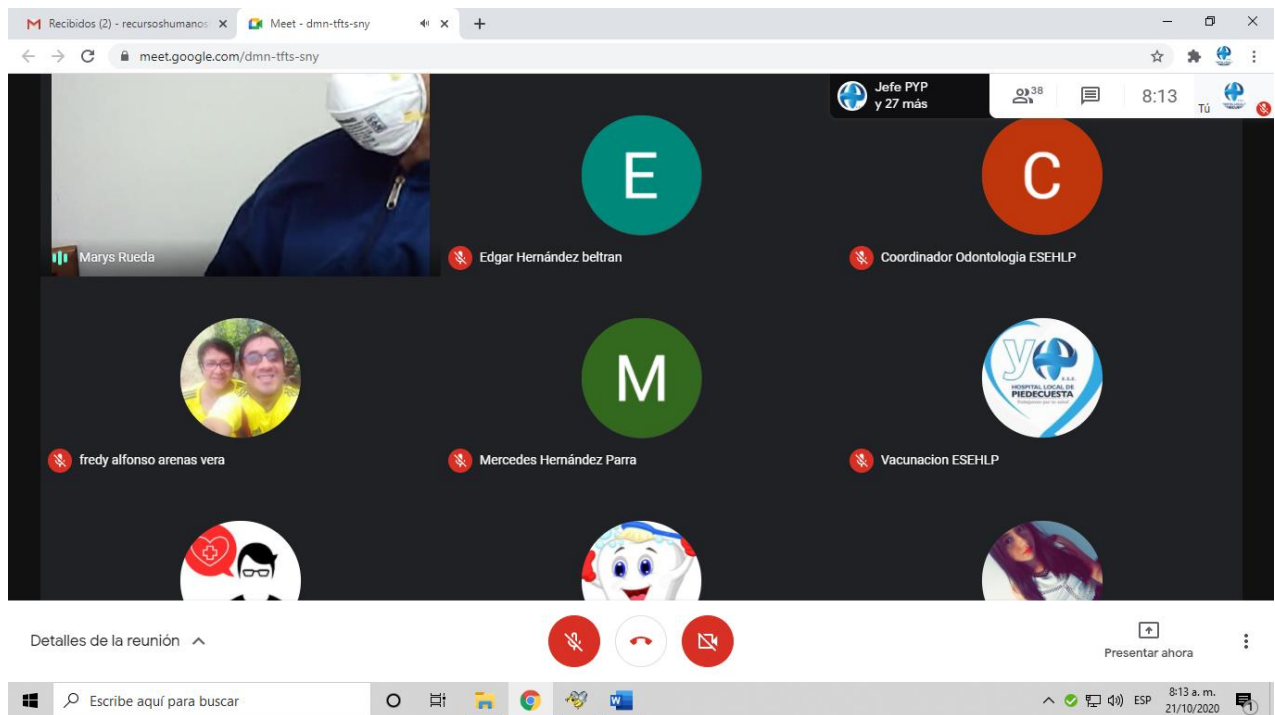 Recibidos (2) - recursoshumanos
Meet - dmn-tfts-sny
meet.google.com/dmn-tfts-sny
Jefe PYP
y 27 más
38
8:13
Tú
Marys Rueda
E
Edgar Hernández beltran
C
Coordinador Odontologia ESEHLP
fredy alfonso arenas vera
M
Mercedes Hernández Parra
HOSPITAL LOCAL DE
PIEDECUESTA
Vacunacion ESEHLP
Detalles de la reunión
Presentar ahora
Escribe aquí para buscar
ESP
8:13 a. m.
21/10/2020
1